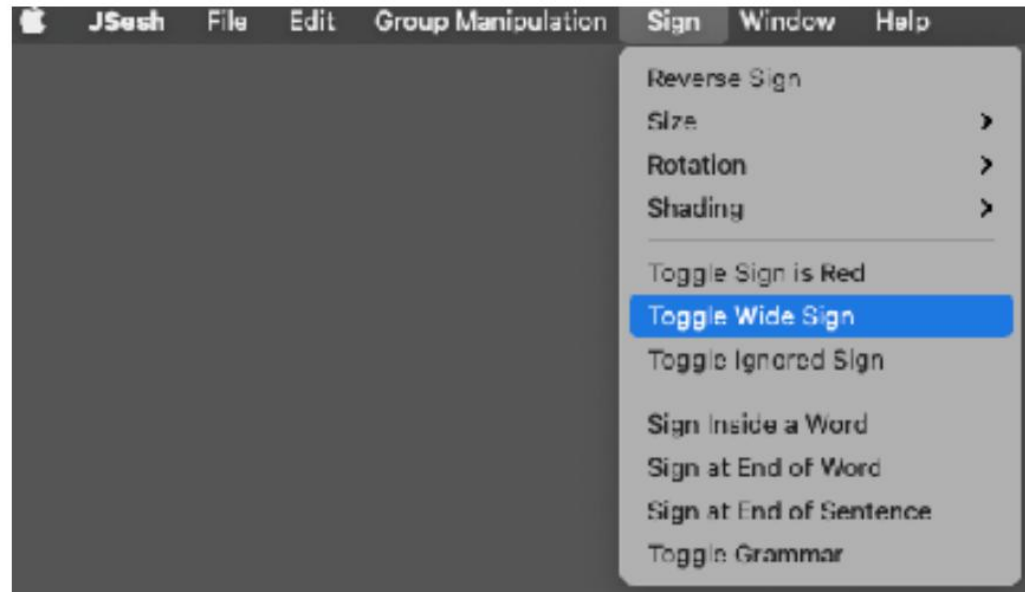 JSesh File Edit Group Manipulation Sign Window Help
Reverse Sign
Size
Rotation
Shading
Toggle Sign is Red
Toggle Wide Sign
Toggle Ignored Sign
Sign Inside a Word
Sign at End of Word
Sign at End of Sentence
Toggle Grammar